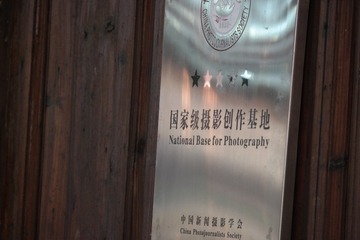 国家级摄影创作基地
National Base for Photography
中国新闻摄影学会
China Photojournalists Society